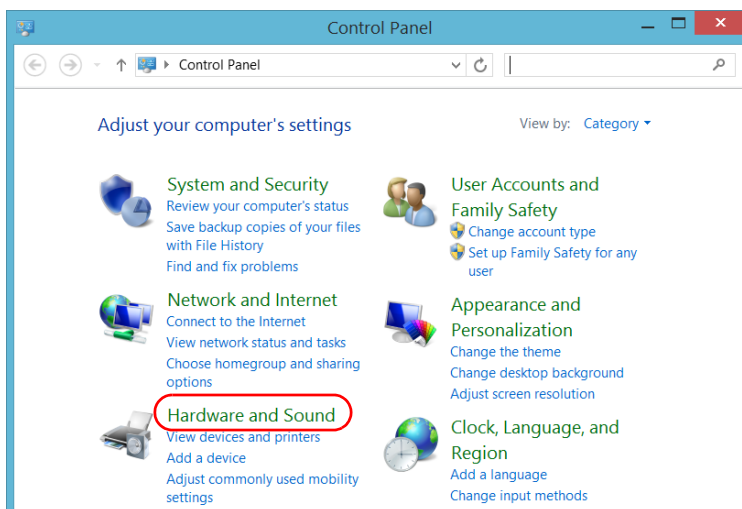 Control Panel
Control Panel
Adjust your computer's settings
View by: Category
System and Security
Review your computer's status
Save backup copies of your files
with File History
Find and fix problems
Network and Internet
Connect to the Internet
View network status and tasks
Choose homegroup and sharing
options
Hardware and Sound
View devices and printers
Add a device
Adjust commonly used mobility
settings
User Accounts and
Family Safety
Change account type
Set up Family Safety for any
user
Appearance and
Personalization
Change the theme
Change desktop background
Adjust screen resolution
Clock, Language, and
Region
Add a language
Change input methods